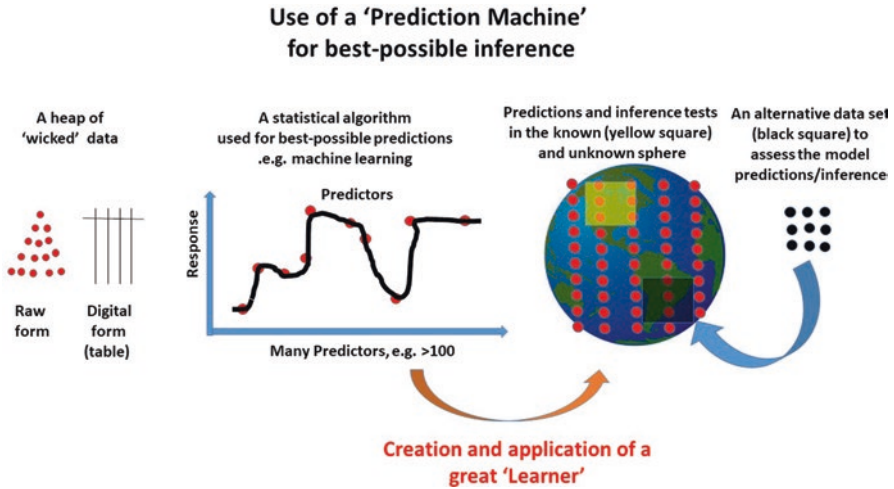 Use of a ‘Prediction Machine’
for best-possible inference
A heap of
‘wicked’ data
Raw
form
Digital
form
(table)
A statistical algorithm
used for best-possible predictions
.e.g. machine learning
Predictors
Response
Many Predictors, e.g. >100
Predictions and inference tests
in the known (yellow square)
and unknown sphere
An alternative data set
(black square) to
assess the model
predictions/inference
Creation and application of a
great ‘Learner’